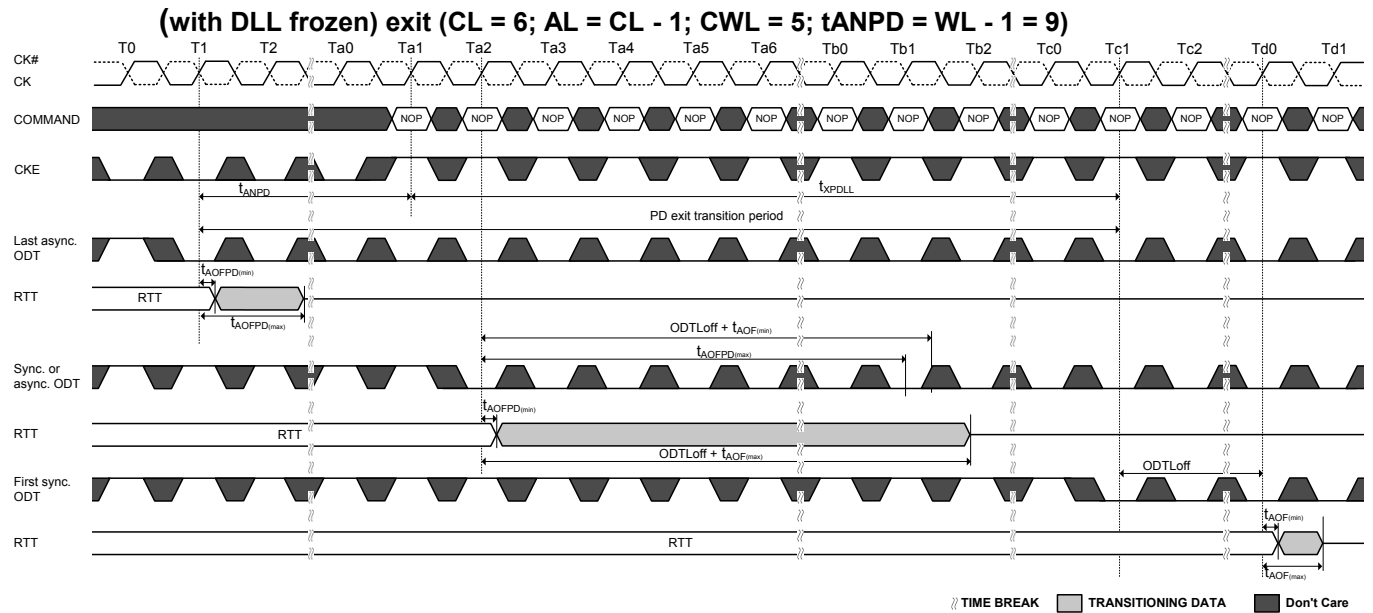 (with DLL frozen) exit (CL = 6; AL = CL - 1; CWL = 5; tANPD = WL - 1 = 9)
T0 T1 T2 Ta0 Ta1 Ta2 Ta3 Ta4 Ta5 Ta6 Tb0 Tb1 Tb2 Tc0 Tc1 Tc2 Td0 Td1
CK#
CK
COMMAND NOP NOP NOP NOP NOP NOP NOP NOP NOP NOP NOP NOP NOP NOP
CKE
tANPD tXPDLL
PD exit transition period
Last async.
ODT
tAOFPD(min)
RTT RTT
tAOFPD(max)
ODTLoff + tAOF(min)
tAOFPD(max)
Sync. or
async. ODT
tAOFPD(min)
RTT RTT
ODTLoff + tAOF(max)
ODTLoff
First sync.
ODT
tAOF(min)
RTT RTT
tAOF(max)
TIME BREAK TRANSITIONING DATA Don't Care